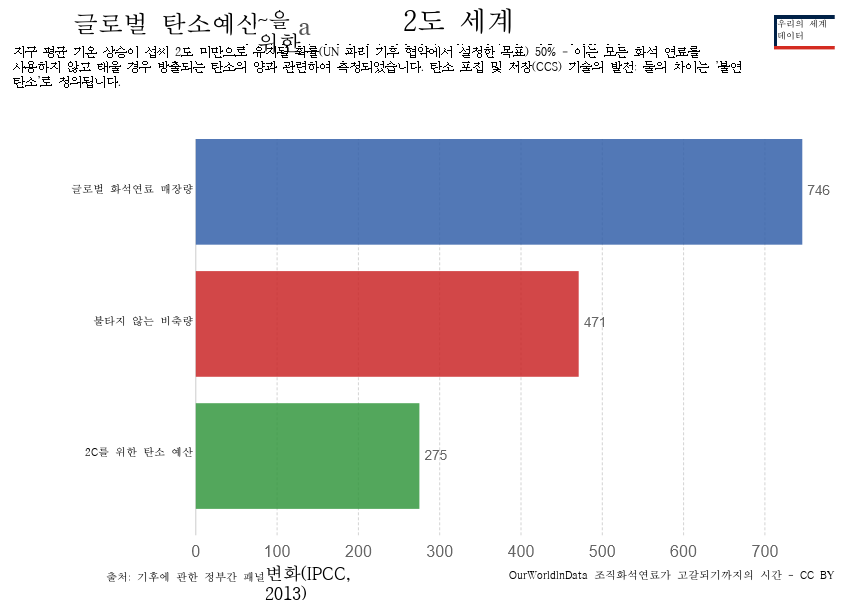 글로벌 탄소예산~을 위한 a 2도 세계
우리의 세계
데이터
지구 평균 기온 상승이 섭씨 2도 미만으로 유지될 확률(UN 파리 기후 협약에서 설정한 목표) 50% - 이는 모든 화석 연료를
사용하지 않고 태울 경우 방출되는 탄소의 양과 관련하여 측정되었습니다. 탄소 포집 및 저장(CCS) 기술의 발전: 둘의 차이는 '불연
탄소'로 정의됩니다.
글로벌 화석연료 매장량
746
불타지 않는 비축량
471
2C를 위한 탄소 예산
275
0 100 200 300 400 500 600 700
출처: 기후에 관한 정부간 패널변화(IPCC,
2013)
OurWorldInData 조직화석연료가 고갈되기까지의 시간 - CC BY